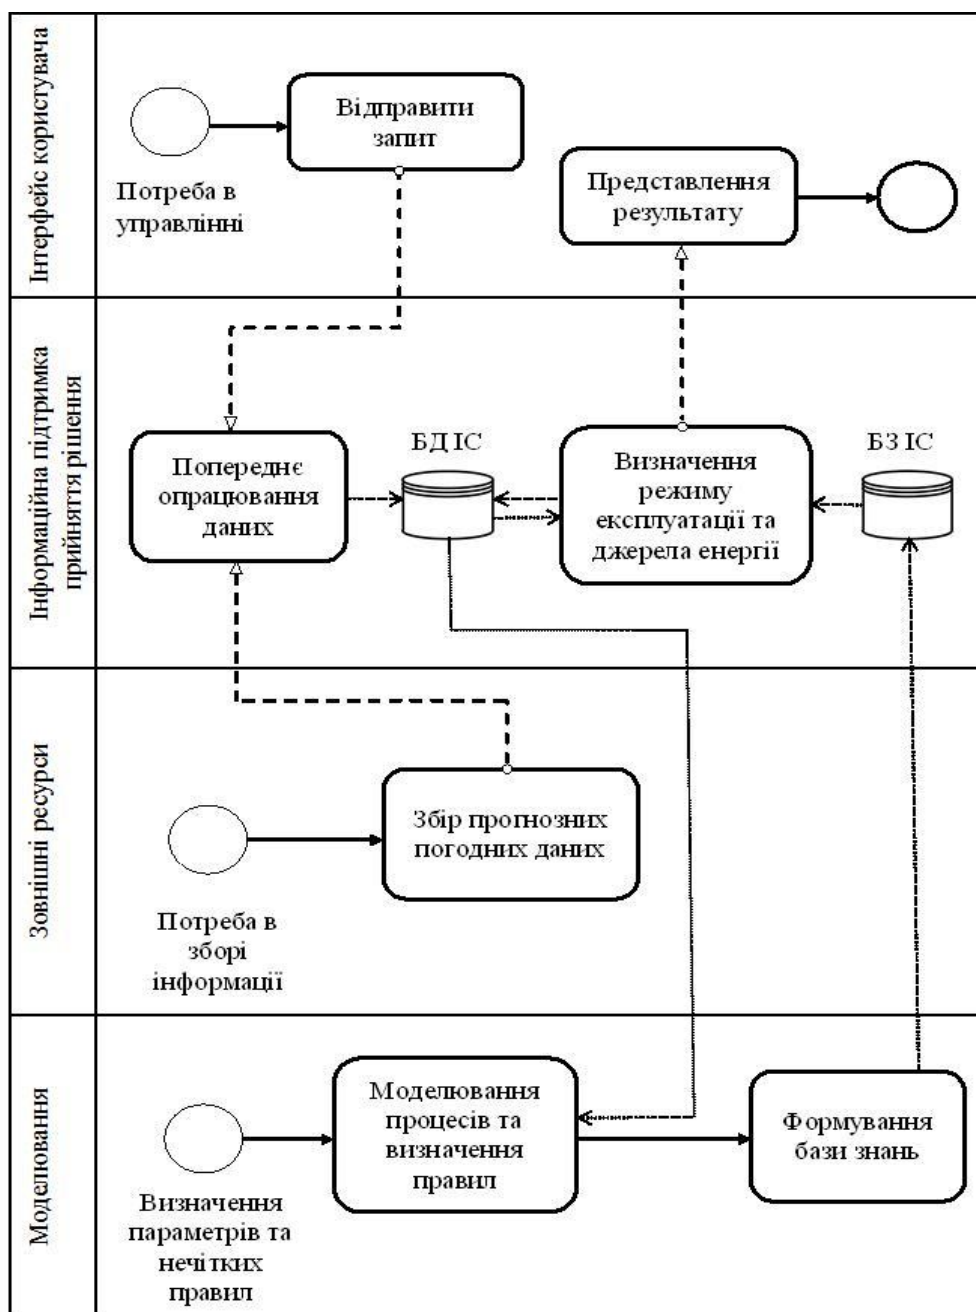 Інтерфейс користувача
Відправити
запит
Потреба в
управлінні
Представлення
результату
Інформаційна підтримка
прийняття рішення
Попереднє
опрацювання
даних
БД ІС
Визначення
режиму
експлуатації та
джерела енергії
БЗ ІС
Зовнішні ресурси
Збір прогнозних
погодних даних
Потреба в
зборі
інформації
Моделювання
Моделювання
процесів та
визначення
правил
Формування
бази знань
Визначення
параметрів та
нечітких
правил